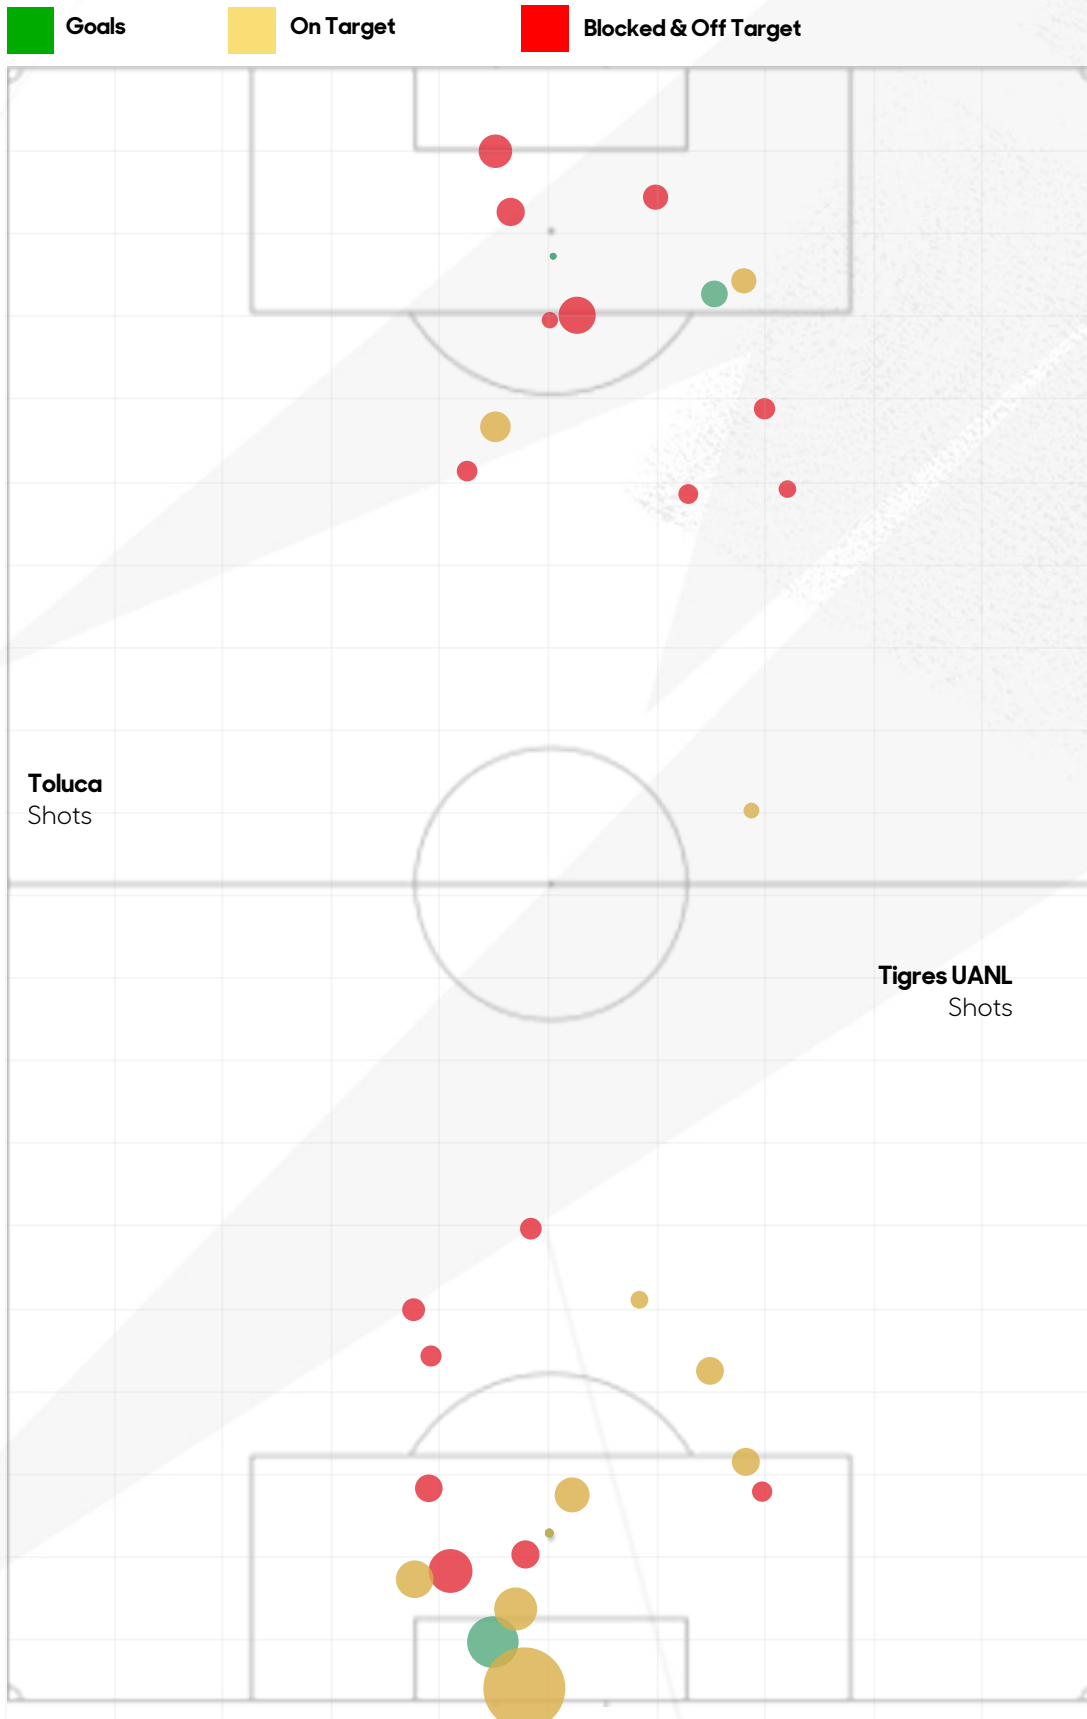 Goals
On Target
Blocked & Off Target
Toluca
Shots
Tigres UANL
Shots